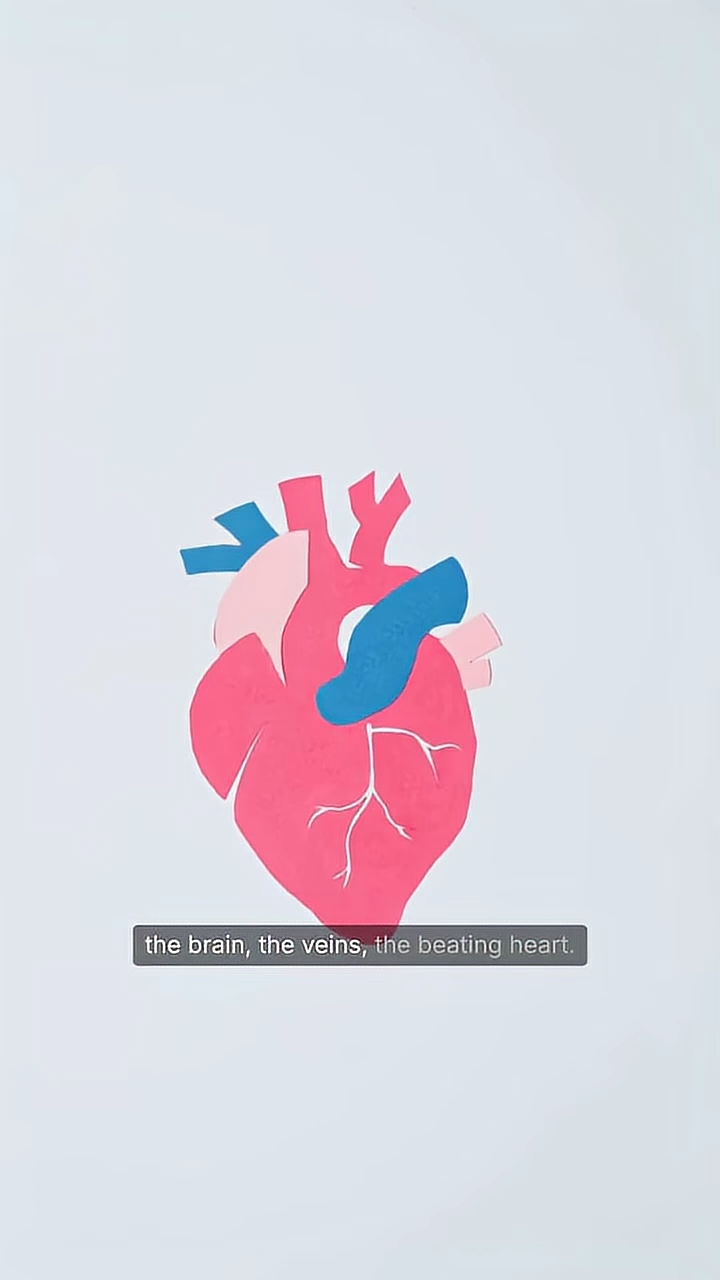 the brain, the veins, the beating heart.